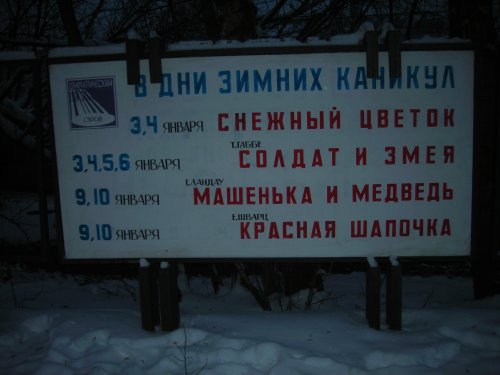 В ДНИ ЗИМНИХ КАНИКУЛ
3,4 ЯНВАРЯ СНЕЖНЫЙ ЦВЕТОК
Т.ГАББЕ
3,4,5,6 ЯНВАРЯ СОЛДАТ И ЗМЕЯ
Г.ЛАНДАУ
9,10 ЯНВАРЯ МАШЕНЬКА И МЕДВЕДЬ
Е.ШВАРЦ
9,10 ЯНВАРЯ КРАСНАЯ ШАПОЧКА